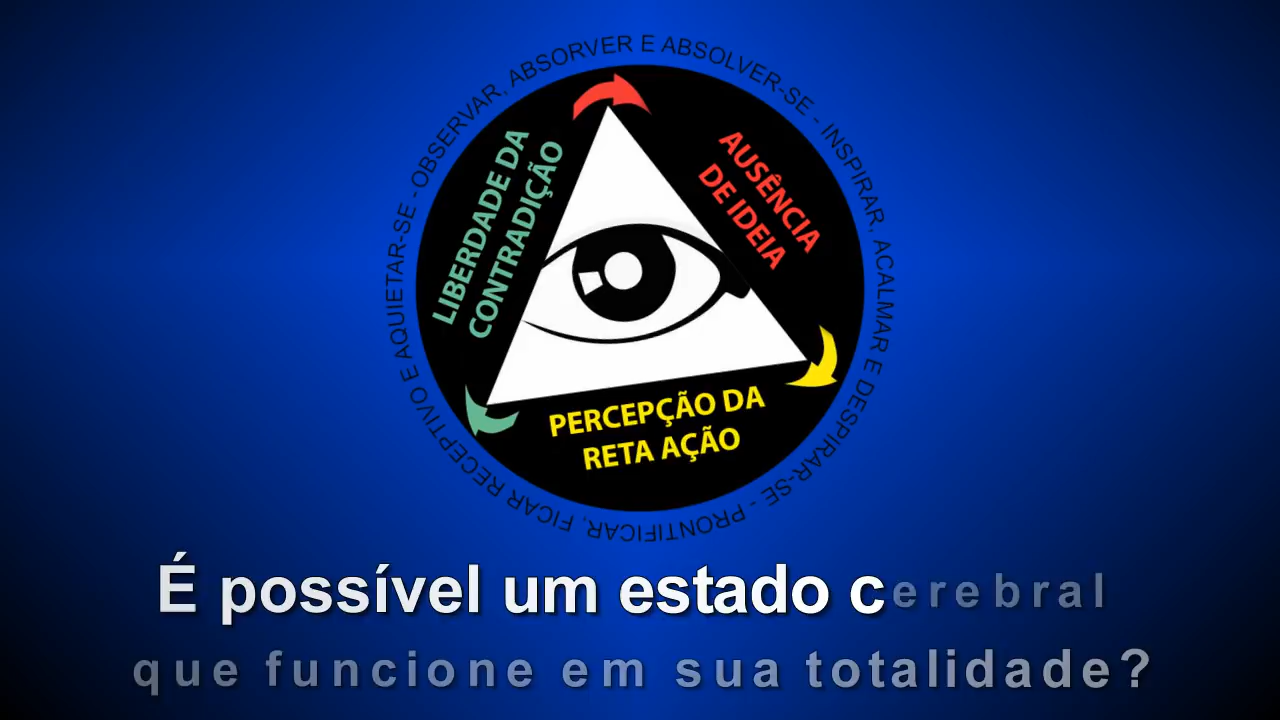 OBSERVAR, ABSORVER E ABSOLVER-SE - INSPIRAR, ACALMAR E DESPIRAR-SE - PRONTIFICAR, FICAR RECEPTIVO E AQUIETAR-SE -
LIBERDADE DA
CONTRADIÇÃO
AUSÊNCIA
DE IDEIA
PERCEPÇÃO DA
RETA AÇÃO
É possível um estado cerebral
que funcione em sua totalidade?